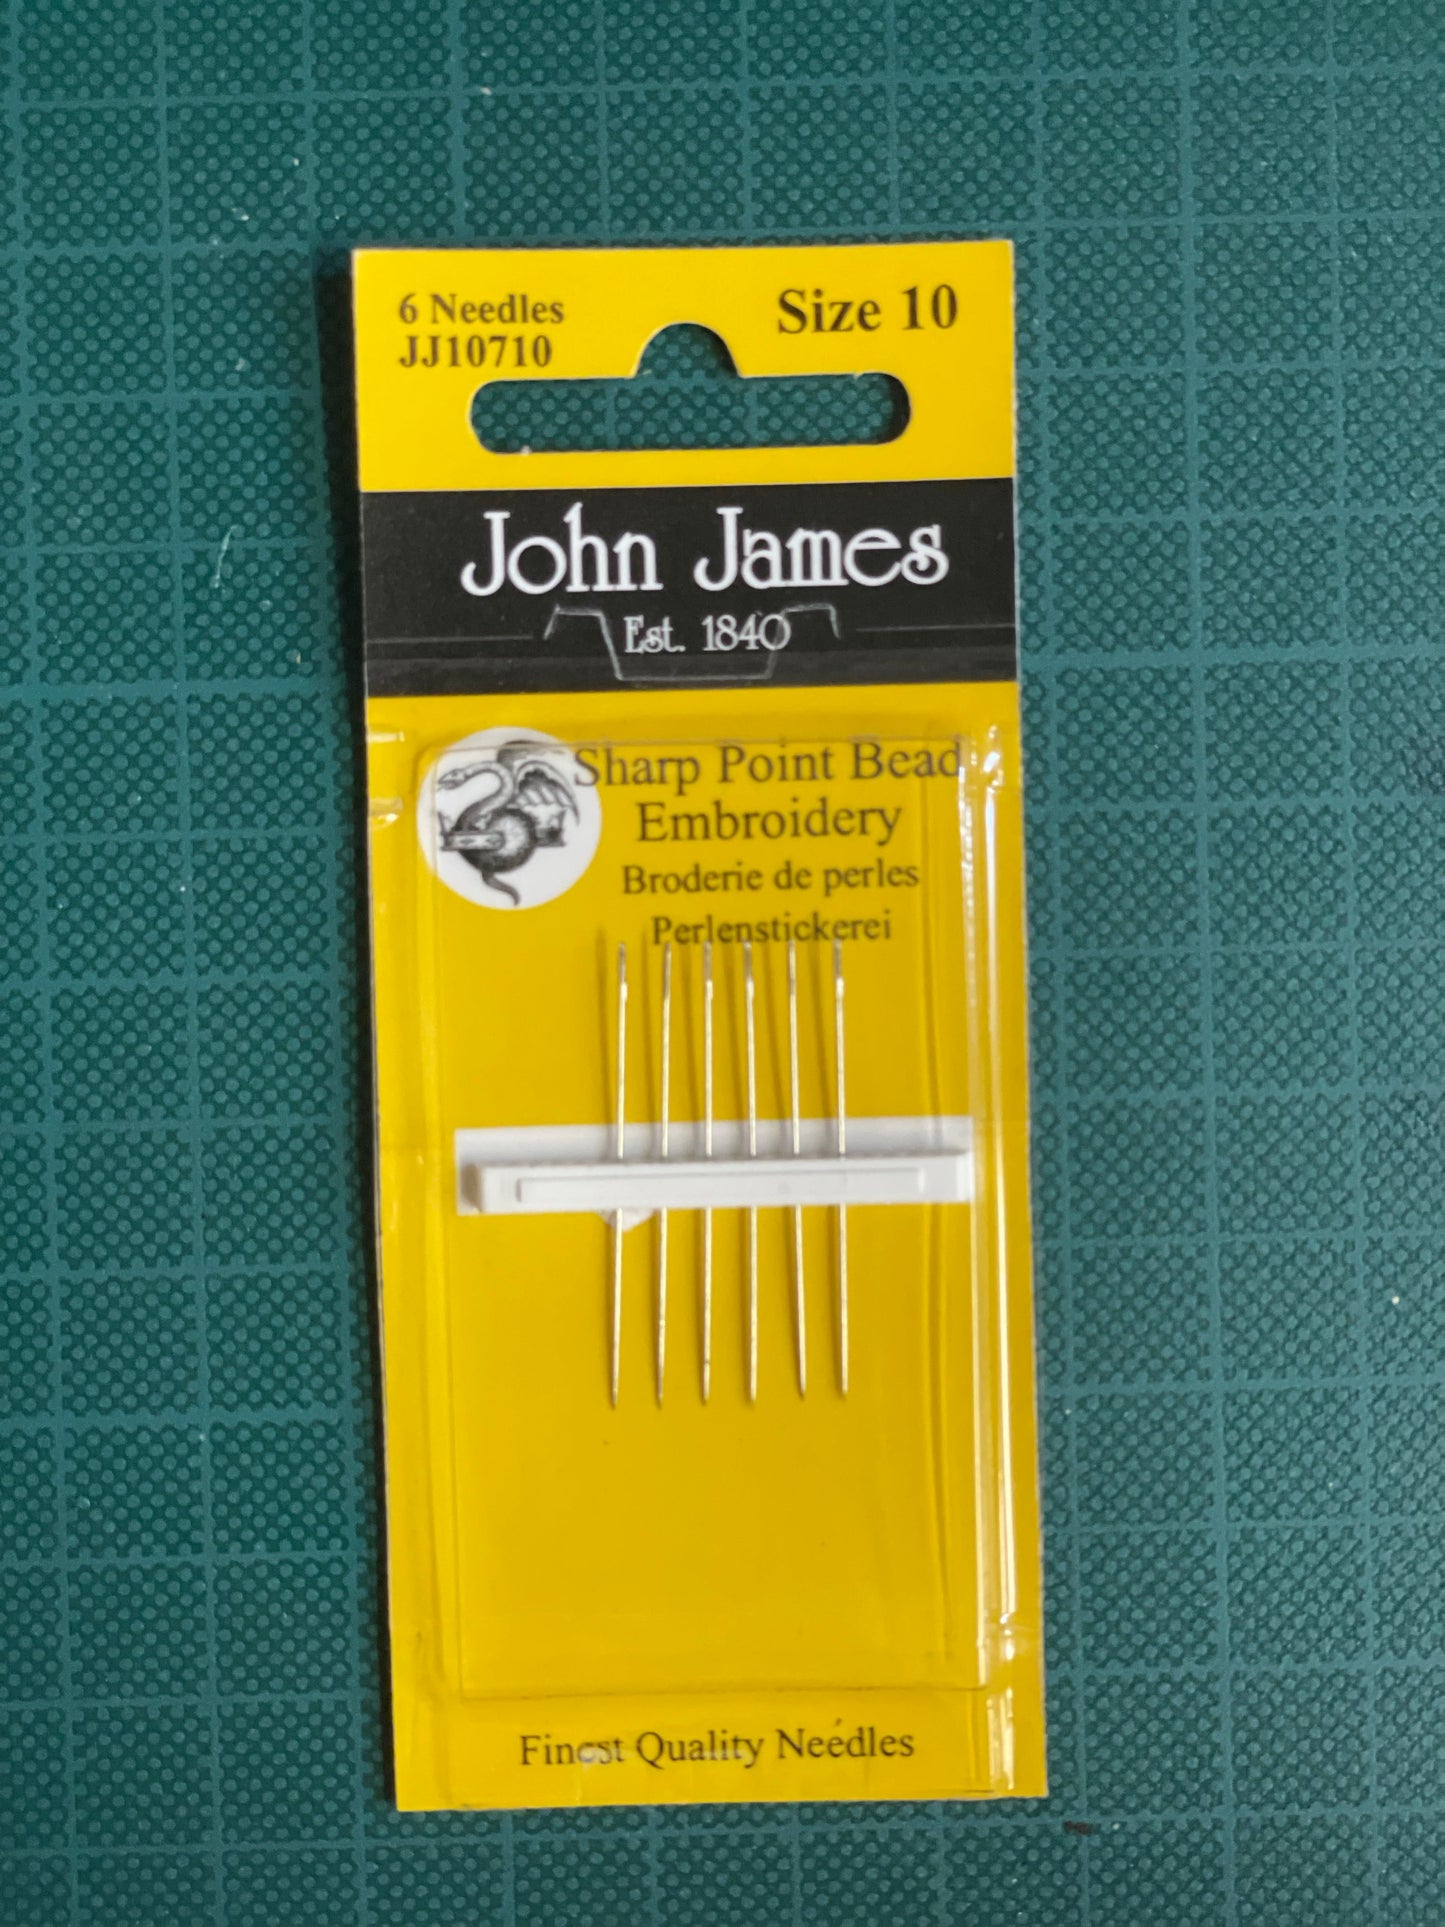 6 Needles
JJ10710
Size 10
John James
Est. 1840
Sharp Point Bead
Embroidery
Broderie de perles
Perlenstickerei
Finest Quality Needles